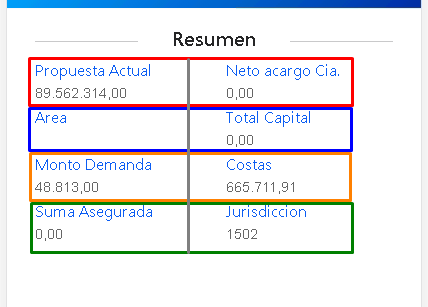 Resumen
Propuesta Actual Neto acargo Cia.
89.562.314,00 0,00
Area Total Capital
0,00
Monto Demanda Costas
48.813,00 665.711,91
Suma Asegurada Jurisdiccion
0,00 1502